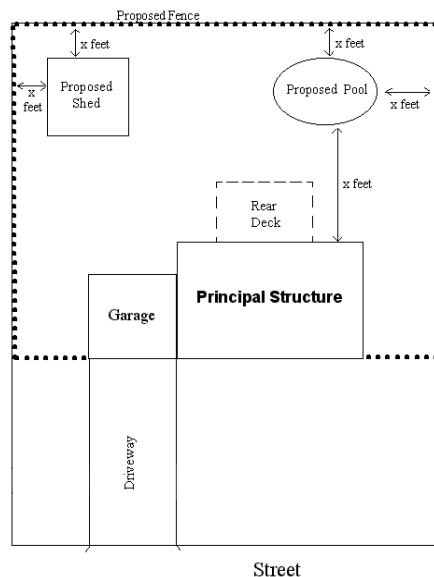 Proposed Fence
x feet
x feet
x
feet
Proposed
Shed
Proposed Pool
x feet
x feet
Rear
Deck
Principal Structure
Garage
Driveway
Street